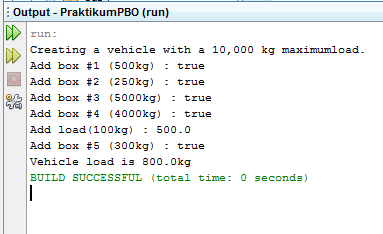 Output - PraktikumPBO (run)
run:
Creating a vehicle with a 10,000 kg maximumload.
Add box #1 (500kg) : true
Add box #2 (250kg) : true
Add box #3 (5000kg) : true
Add box #4 (4000kg) : true
Add load(100kg) : 500.0
Add box #5 (300kg) : true
Vehicle load is 800.0kg
BUILD SUCCESSFUL (total time: 0 seconds)